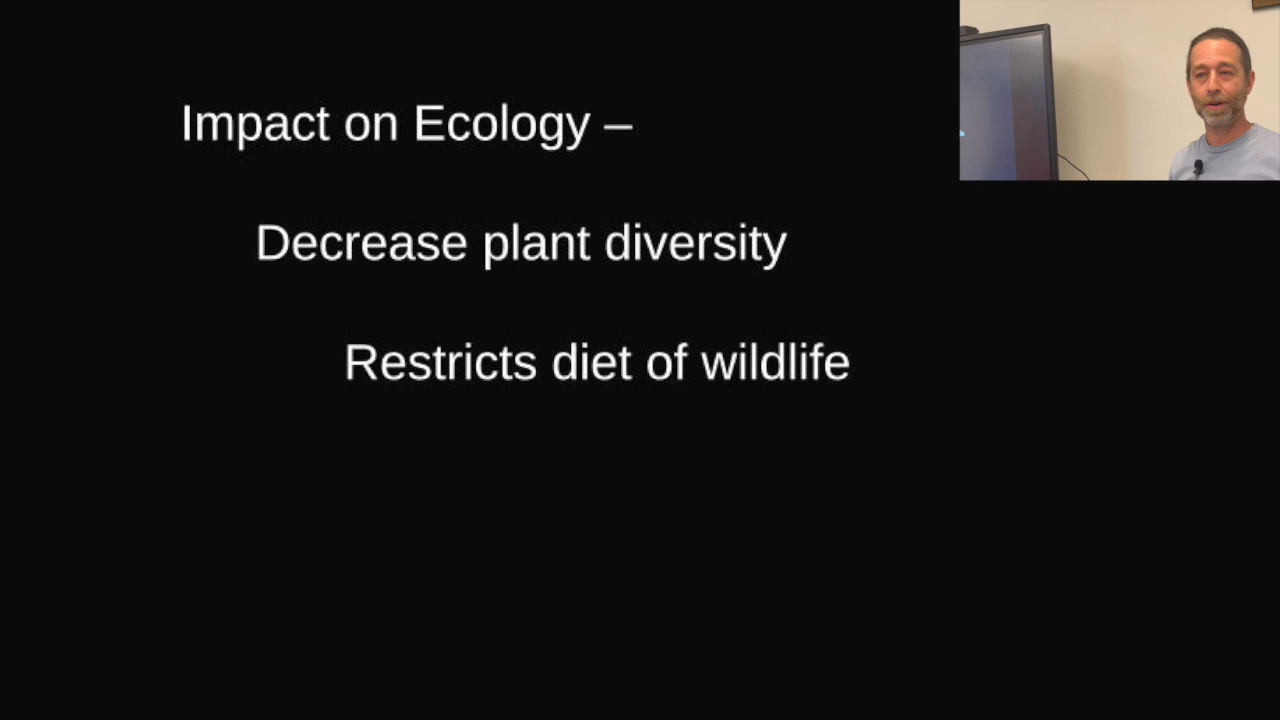 Impact on Ecology –
Decrease plant diversity
Restricts diet of wildlife